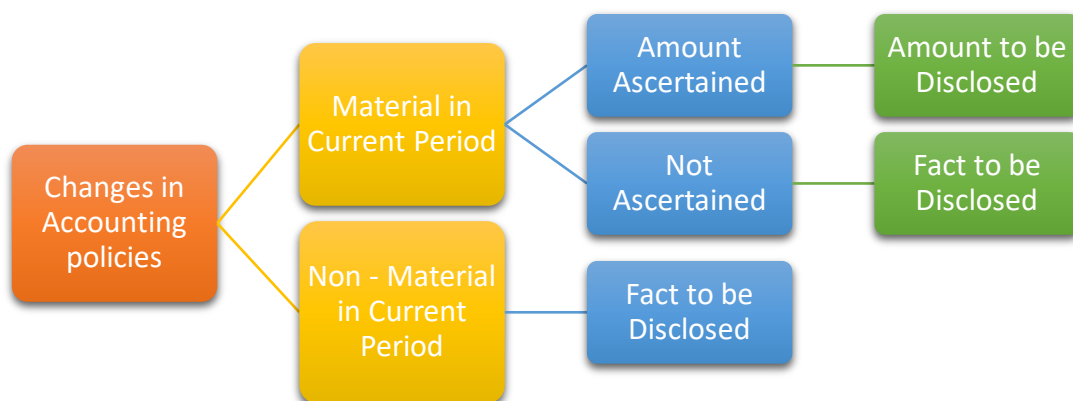 Changes in
Accounting
policies
Material in
Current Period
Amount
Ascertained
Amount to be
Disclosed
Not
Ascertained
Fact to be
Disclosed
Non - Material
in Current
Period
Fact to be
Disclosed